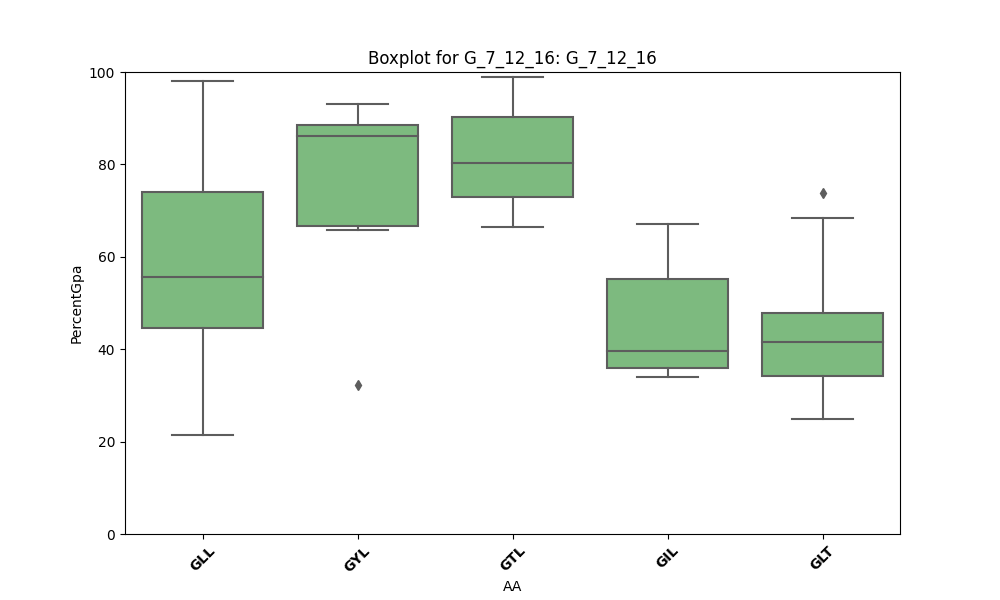 Boxplot for G_7_12_16: G_7_12_16
100
80
60
40
20
0
PercentGpa
GLL
GYL
GTL
GIL
GLT
AA